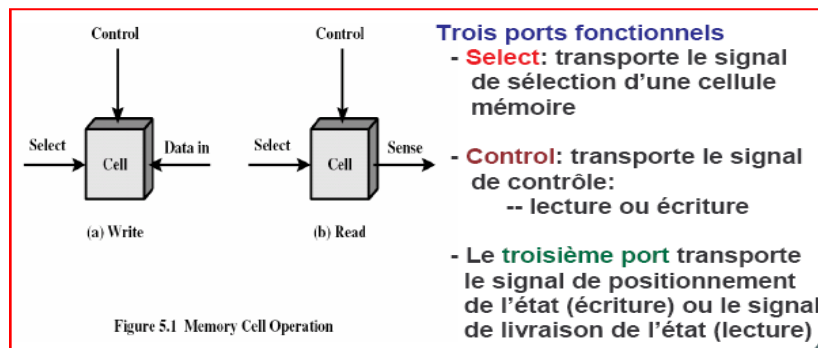 Control
Control
Select
Cell
Data in
Select
Cell
Sense
(a) Write
(b) Read
Figure 5.1 Memory Cell Operation
Trois ports fonctionnels
- Select: transporte le signal
de sélection d'une cellule
mémoire
- Control: transporte le signal
de contrôle:
-- lecture ou écriture
- Le troisième port transporte
le signal de positionnement
de l'état (écriture) ou le signal
de livraison de l'état (lecture)